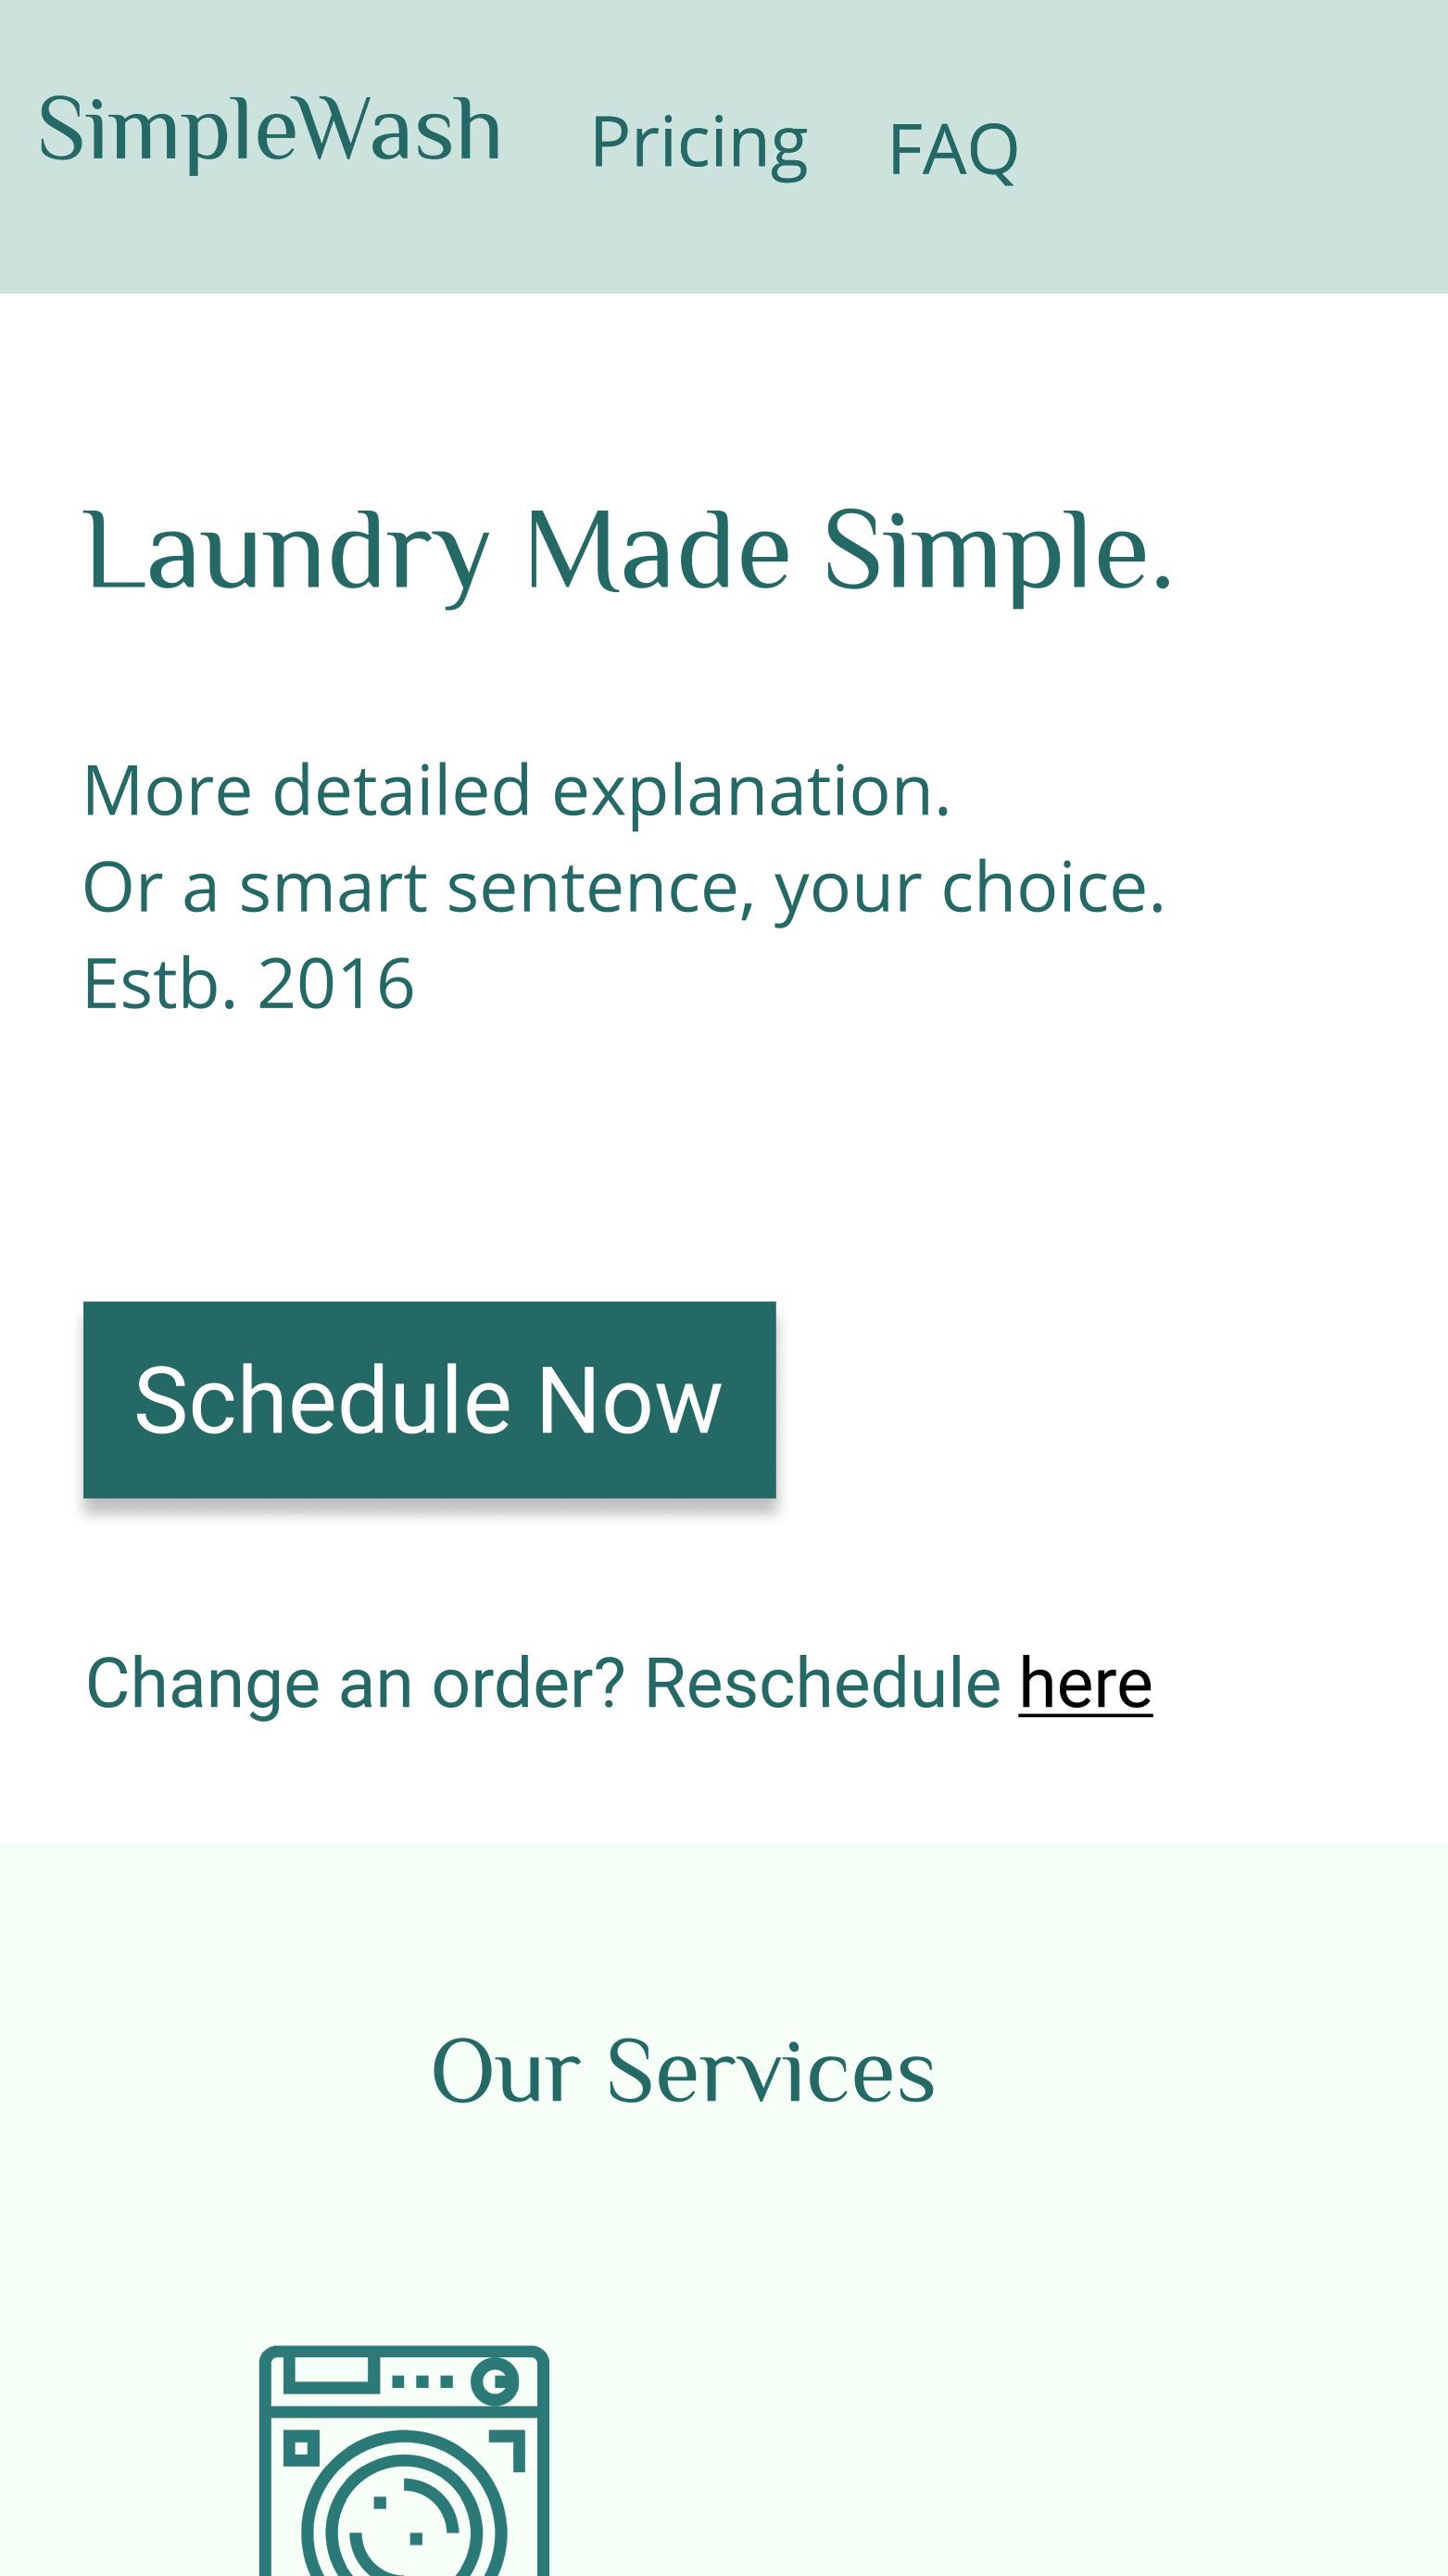 SimpleWash Pricing FAQ
Laundry Made Simple.
More detailed explanation.
Or a smart sentence, your choice.
Estb. 2016
Schedule Now
Change an order? Reschedule here
Our Services